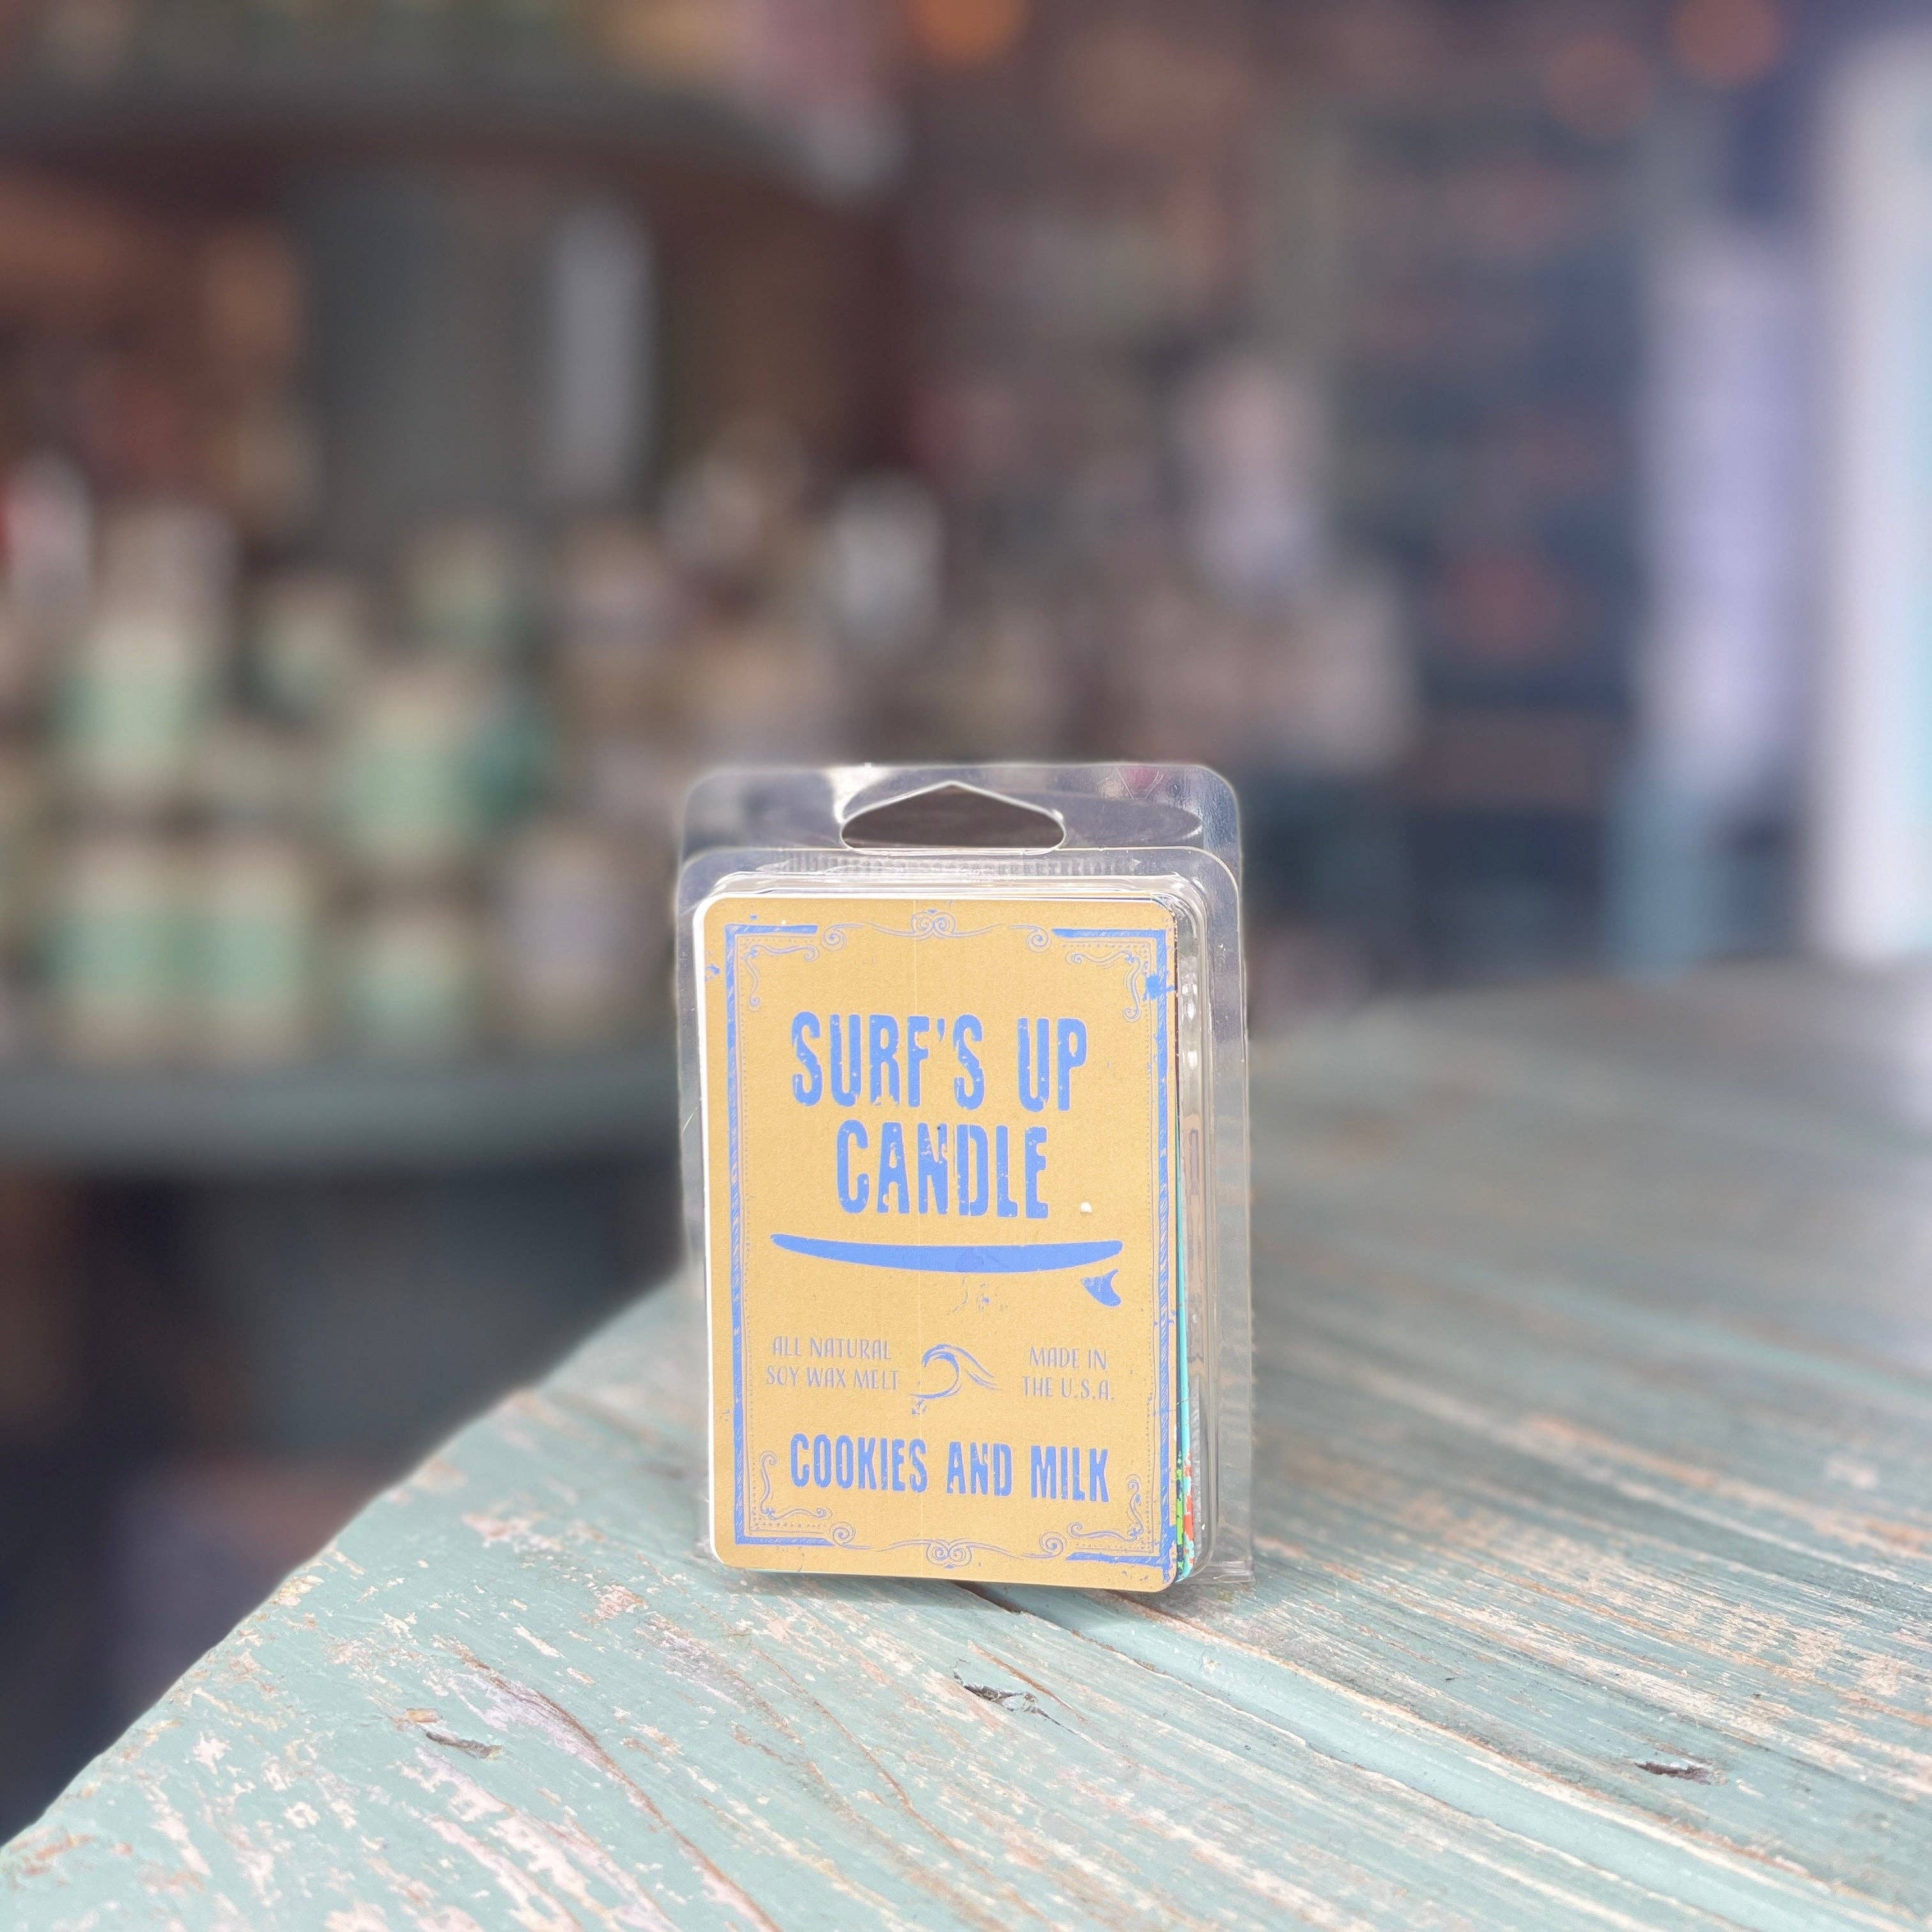 SURF'S UP
CANDLE
ALL NATURAL
SOY WAX MELT
MADE IN
THE U.S.A.
COOKIES AND MILK